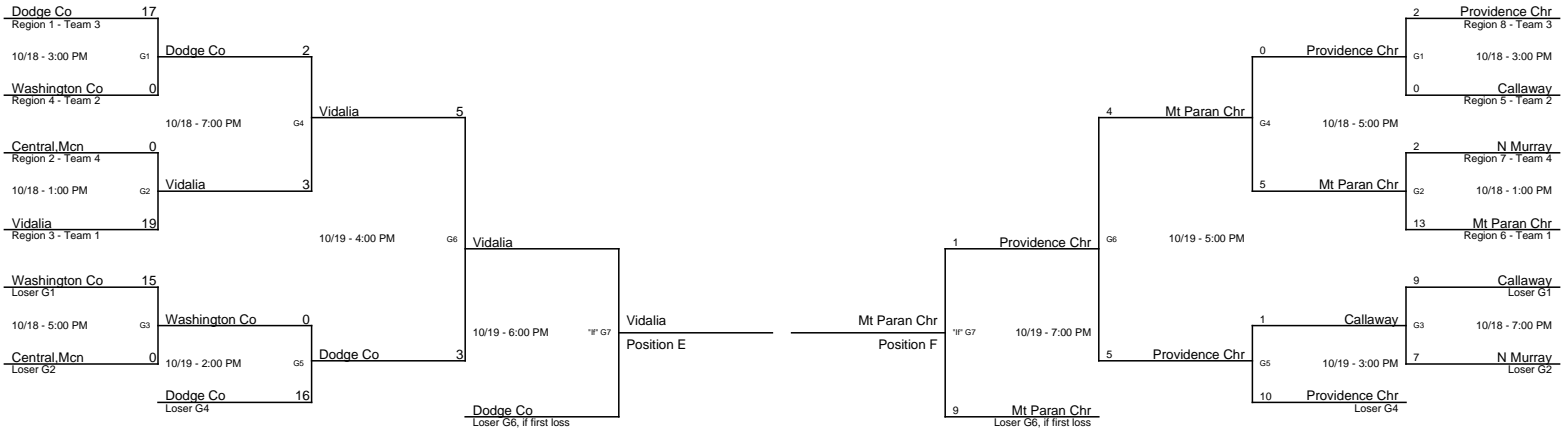 Dodge Co 17
Region 1 - Team 3
10/18 - 3:00 PM G1
Dodge Co 2
Washington Co 0
Region 4 - Team 2
10/18 - 7:00 PM G4
Vidalia 5
Central,Mcn 0
Region 2 - Team 4
10/18 - 1:00 PM G2
Vidalia 3
Vidalia 19
Region 3 - Team 1
10/19 - 4:00 PM G6
Vidalia
Washington Co 15
Loser G1
10/18 - 5:00 PM G3
Washington Co 0
Central,Mcn 0
Loser G2
10/19 - 2:00 PM G5
Dodge Co 3
Dodge Co 16
Loser G4
10/19 - 6:00 PM "If" G7
Vidalia
Position E
Dodge Co
Loser G6, if first loss
2 Providence Chr
Region 8 - Team 3
G1 10/18 - 3:00 PM
0 Providence Chr
0 Callaway
Region 5 - Team 2
G4 10/18 - 5:00 PM
4 Mt Paran Chr
2 N Murray
Region 7 - Team 4
G2 10/18 - 1:00 PM
5 Mt Paran Chr
13 Mt Paran Chr
Region 6 - Team 1
G6 10/19 - 5:00 PM
1 Providence Chr
9 Callaway
Loser G1
G3 10/18 - 7:00 PM
1 Callaway
7 N Murray
Loser G2
G5 10/19 - 3:00 PM
5 Providence Chr
10 Providence Chr
Loser G4
"If" G7 10/19 - 7:00 PM
Mt Paran Chr
Position F
9 Mt Paran Chr
Loser G6, if first loss